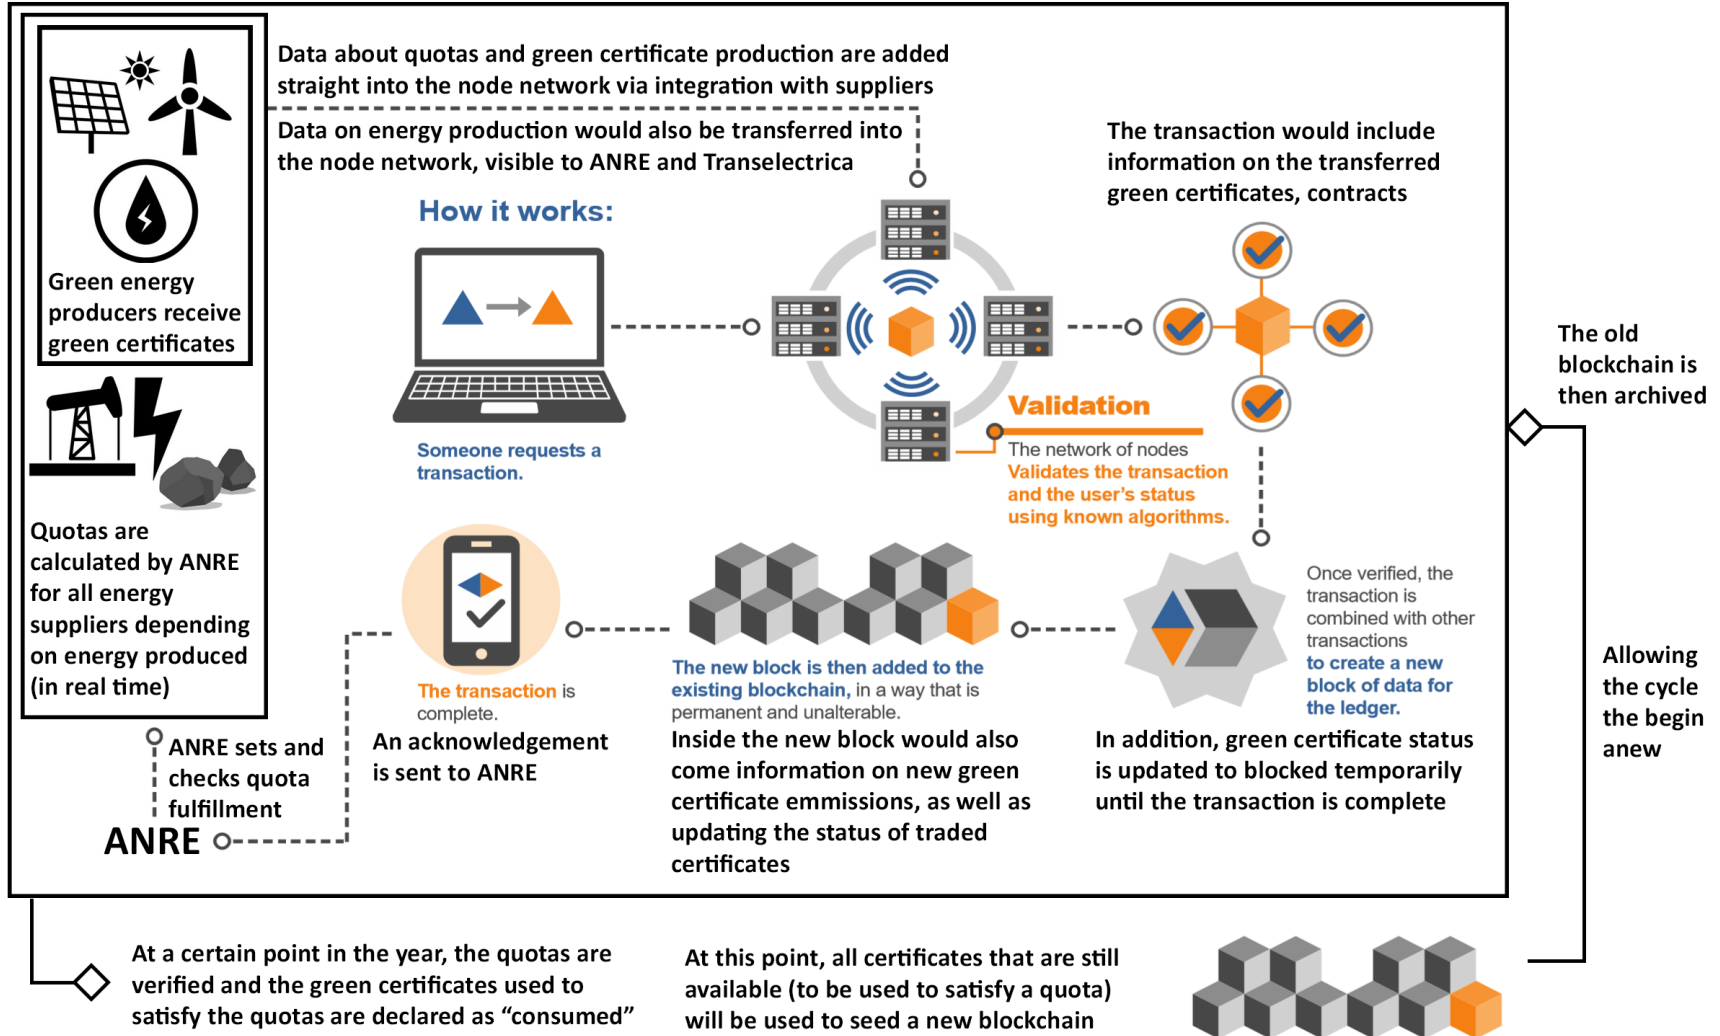 Data about quotas and green certificate production are added
straight into the node network via integration with suppliers
Data on energy production would also be transferred into
the node network, visible to ANRE and Transelectrica
The transaction would include
information on the transferred
green certificates, contracts
How it works:
Green energy
producers receive
green certificates
Someone requests a
transaction.
Validation
The network of nodes
Validates the transaction
and the user's status
using known algorithms.
The old
blockchain is
then archived
Quotas are
calculated by ANRE
for all energy
suppliers depending
on energy produced
(in real time)
Once verified, the
transaction is
combined with other
transactions
to create a new
block of data for
the ledger.
In addition, green certificate status
is updated to blocked temporarily
until the transaction is complete
The new block is then added to the
existing blockchain, in a way that is
permanent and unalterable.
Inside the new block would also
come information on new green
certificate emmissions, as well as
updating the status of traded
certificates
The transaction is
complete.
An acknowledgement
is sent to ANRE
ANRE sets and
checks quota
fulfillment
ANRE
Allowing
the cycle
the begin
anew
At a certain point in the year, the quotas are
verified and the green certificates used to
satisfy the quotas are declared as “consumed”
At this point, all certificates that are still
available (to be used to satisfy a quota)
will be used to seed a new blockchain